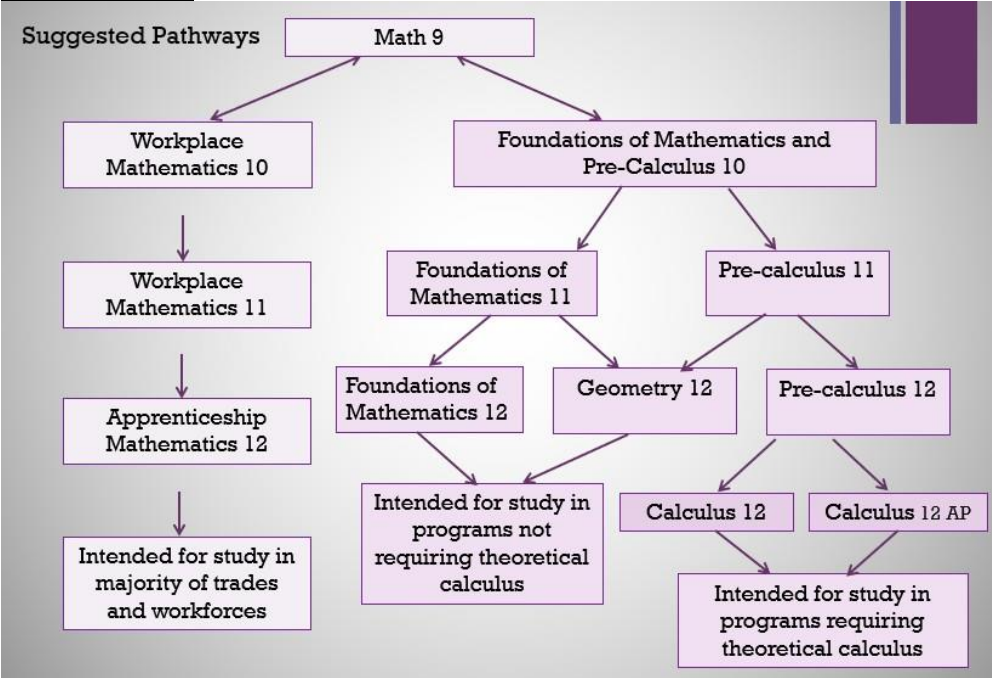 Suggested Pathways
Math 9
Workplace
Mathematics 10
Foundations of Mathematics and
Pre-Calculus 10
Workplace
Mathematics 11
Foundations of
Mathematics 11
Pre-calculus 11
Apprenticeship
Mathematics 12
Foundations of
Mathematics 12
Geometry 12
Pre-calculus 12
Intended for study in
majority of trades
and workforces
Intended for study in
programs not
requiring theoretical
calculus
Calculus 12
Calculus 12 AP
Intended for study in
programs requiring
theoretical calculus